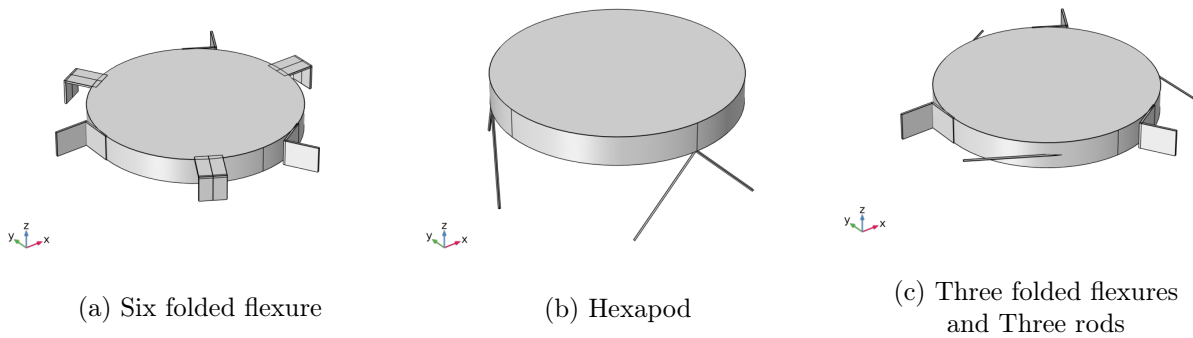 z
y
x
z
y
x
z
y
x
(a) Six folded flexure
(b) Hexapod
(c) Three folded flexures
and Three rods